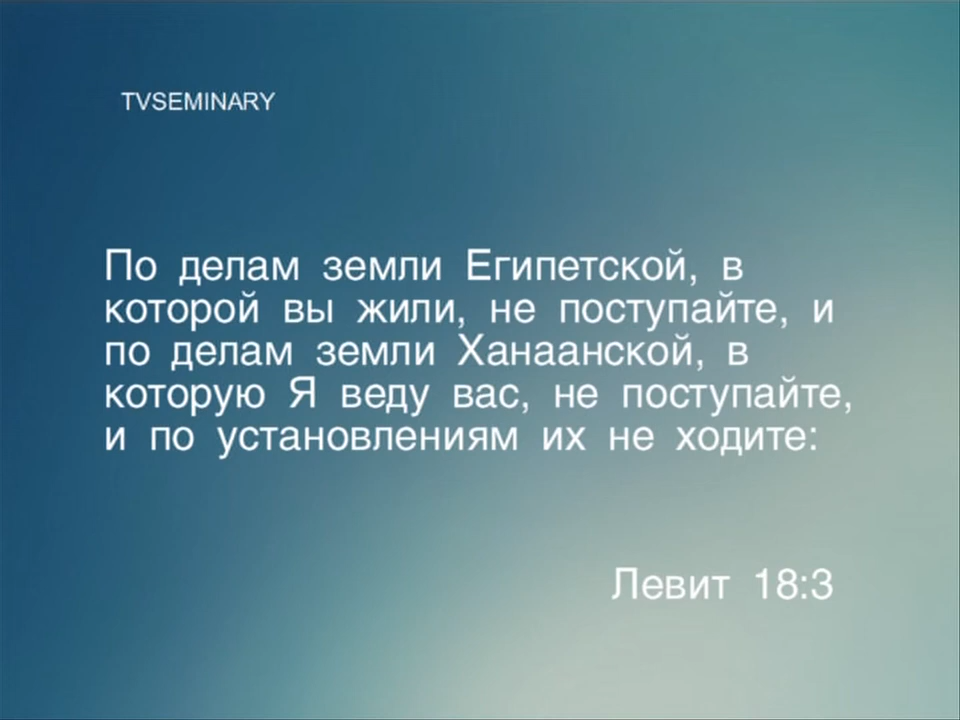 TVSEMINARY
По делам земли Египетской, в
которой вы жили, не поступайте, и
по делам земли Ханаанской, в
которую Я веду вас, не поступайте,
и по установлениям их не ходите:
Левит 18:3